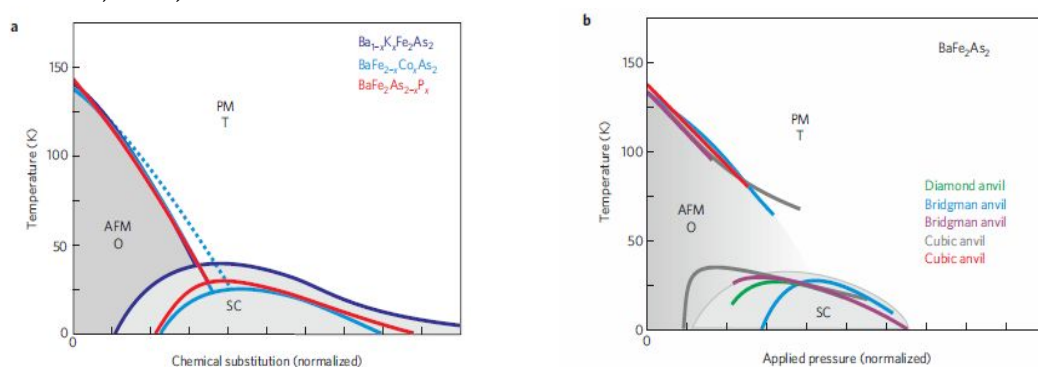 a
Ba₁₋ₓKₓFe₂As₂
BaFe₂₋ₓCoₓAs₂
BaFe₂As₂₋ₓPₓ
150
100
50
0
Temperature (K)
PM
T
AFM
O
SC
0
Chemical substitution (normalized)
b
BaFe₂As₂
150
100
50
0
Temperature (K)
PM
T
Diamond anvil
Bridgman anvil
Bridgman anvil
Cubic anvil
Cubic anvil
AFM
O
SC
0
Applied pressure (normalized)